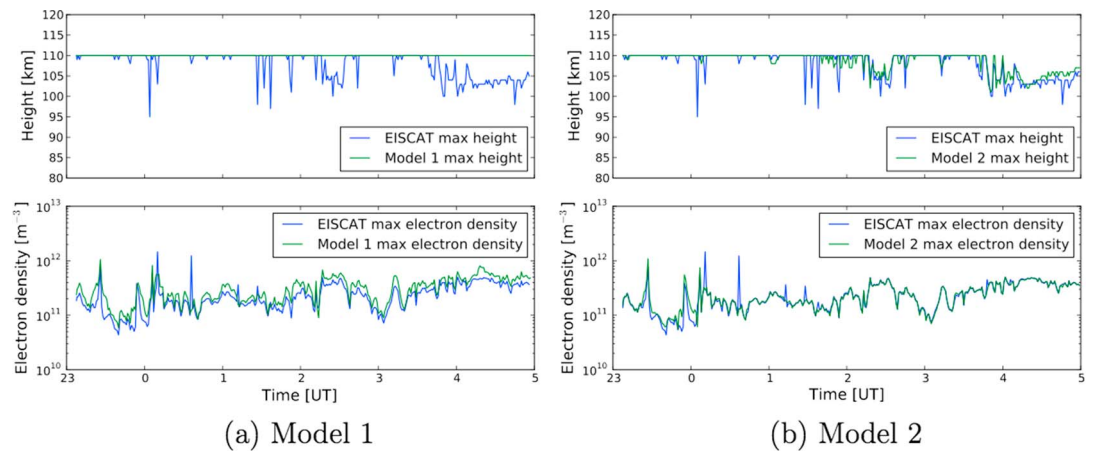 120
115
110
105
100
95
90
85
80
Height [km]
EISCAT max height
Model 1 max height
10^13
10^12
10^11
10^10
Electron density [m^−3]
EISCAT max electron density
Model 1 max electron density
23 0 1 2 3 4 5
Time [UT]
(a) Model 1
120
115
110
105
100
95
90
85
80
Height [km]
EISCAT max height
Model 2 max height
10^13
10^12
10^11
10^10
Electron density [m^−3]
EISCAT max electron density
Model 2 max electron density
23 0 1 2 3 4 5
Time [UT]
(b) Model 2